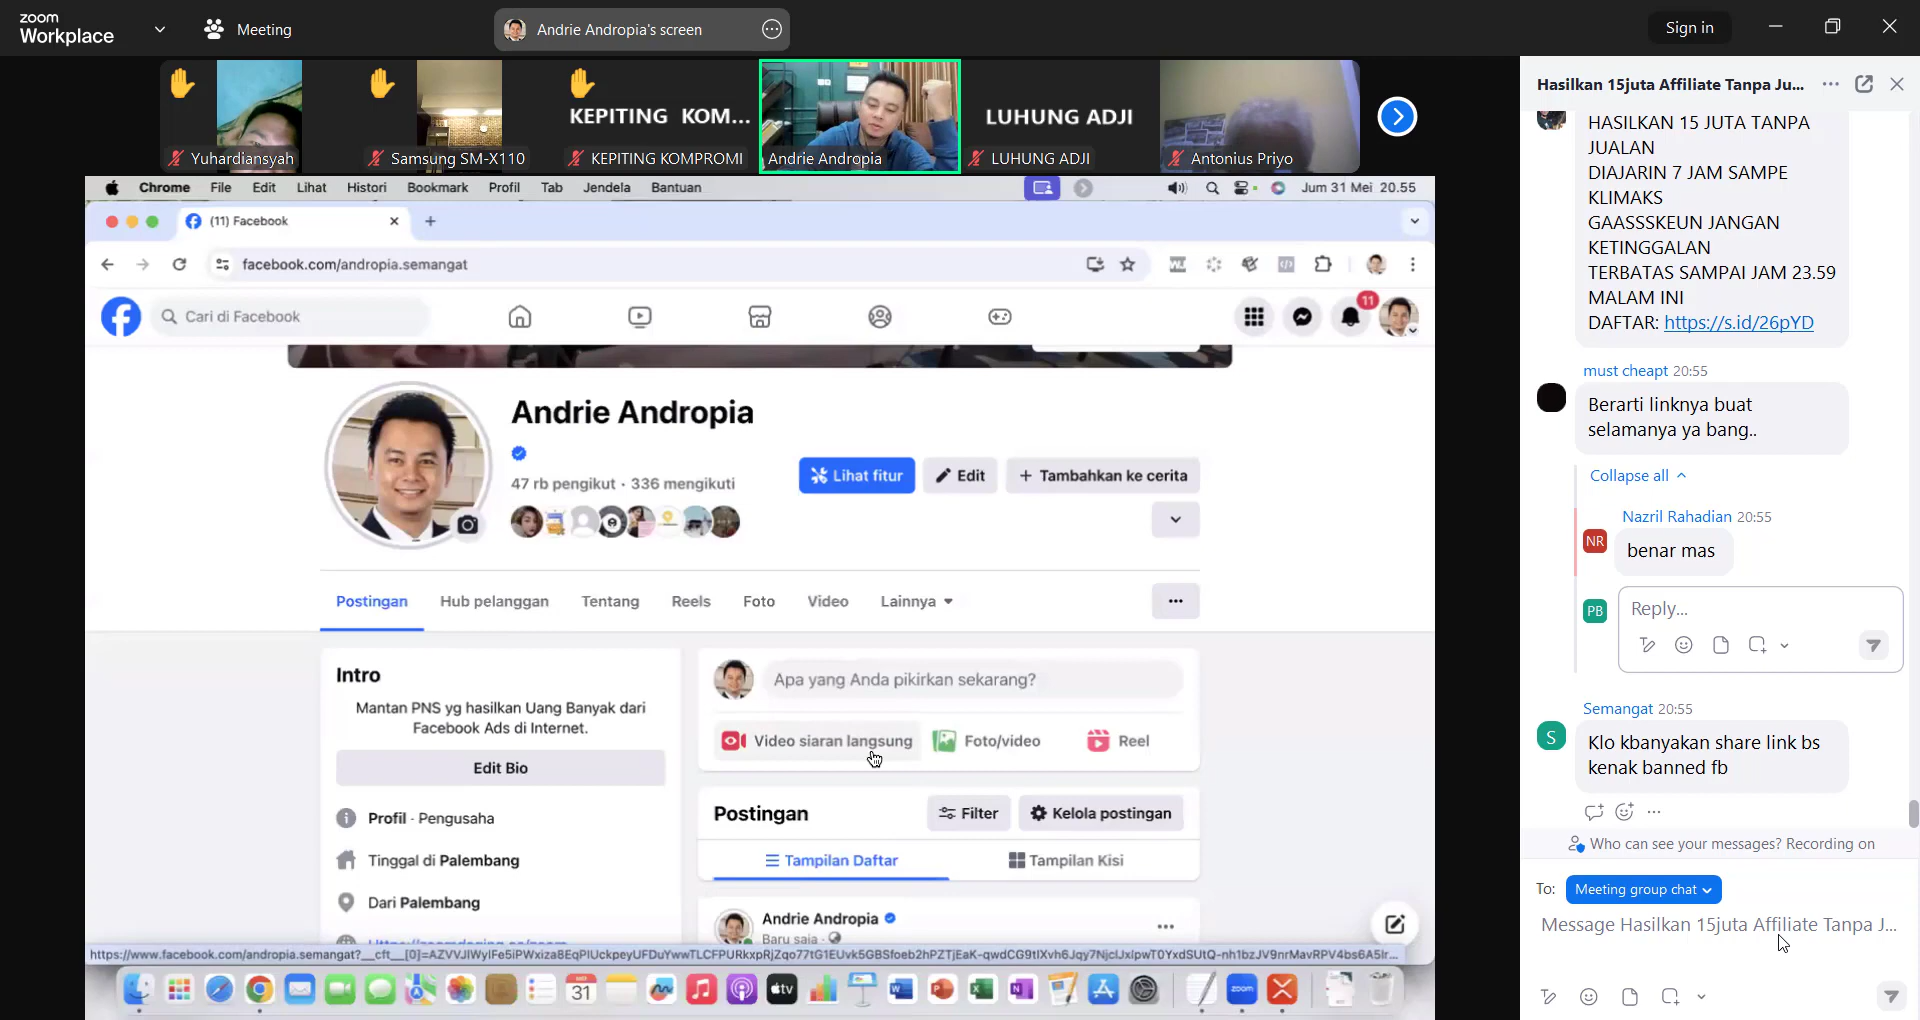 zoom
Workplace
Meeting
Andrie Andropia's screen
Sign in
Yuhardiansyah
Samsung SM-X110
KEPITING KOM...
KEPITING KOMPROMI
Andrie Andropia
LUHUNG ADJI
LUHUNG ADJI
Antonius Priyo
Chrome File Edit Lihat Histori Bookmark Profil Tab Jendela Bantuan
Jum 31 Mei 20.55
(11) Facebook
facebook.com/andropia.semangat
Cari di Facebook
11
Andrie Andropia
47 rb pengikut · 336 mengikuti
Lihat fitur
Edit
+ Tambahkan ke cerita
Postingan Hub pelanggan Tentang Reels Foto Video Lainnya
Intro
Mantan PNS yg hasilkan Uang Banyak dari
Facebook Ads di Internet.
Edit Bio
Profil · Pengusaha
Tinggal di Palembang
Dari Palembang
Apa yang Anda pikirkan sekarang?
Video siaran langsung
Foto/video
Reel
Postingan
Filter
Kelola postingan
Tampilan Daftar
Tampilan Kisi
Andrie Andropia
Baru saja ·
MEI
31
tv
zoom
Hasilkan 15juta Affiliate Tanpa Ju...
HASILKAN 15 JUTA TANPA
JUALAN
DIAJARIN 7 JAM SAMPE
KLIMAKS
GAASSSKEUN JANGAN
KETINGGALAN
TERBATAS SAMPAI JAM 23.59
MALAM INI
DAFTAR: https://s.id/26pYD
must cheapt 20:55
Berarti linknya buat
selamanya ya bang..
Collapse all
Nazril Rahadian 20:55
NR
benar mas
PB
Reply...
Semangat 20:55
S
Klo kbanyakan share link bs
kenak banned fb
Who can see your messages? Recording on
To: Meeting group chat
Message Hasilkan 15juta Affiliate Tanpa J...